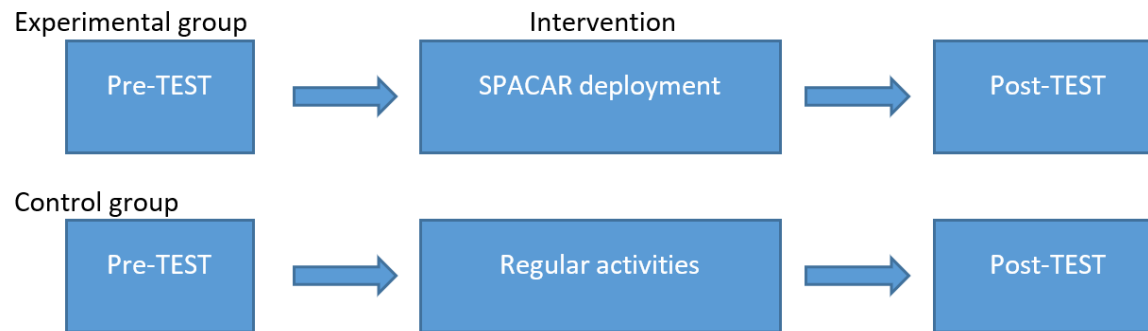 Experimental group
Intervention
Pre-TEST
SPACAR deployment
Post-TEST
Control group
Pre-TEST
Regular activities
Post-TEST